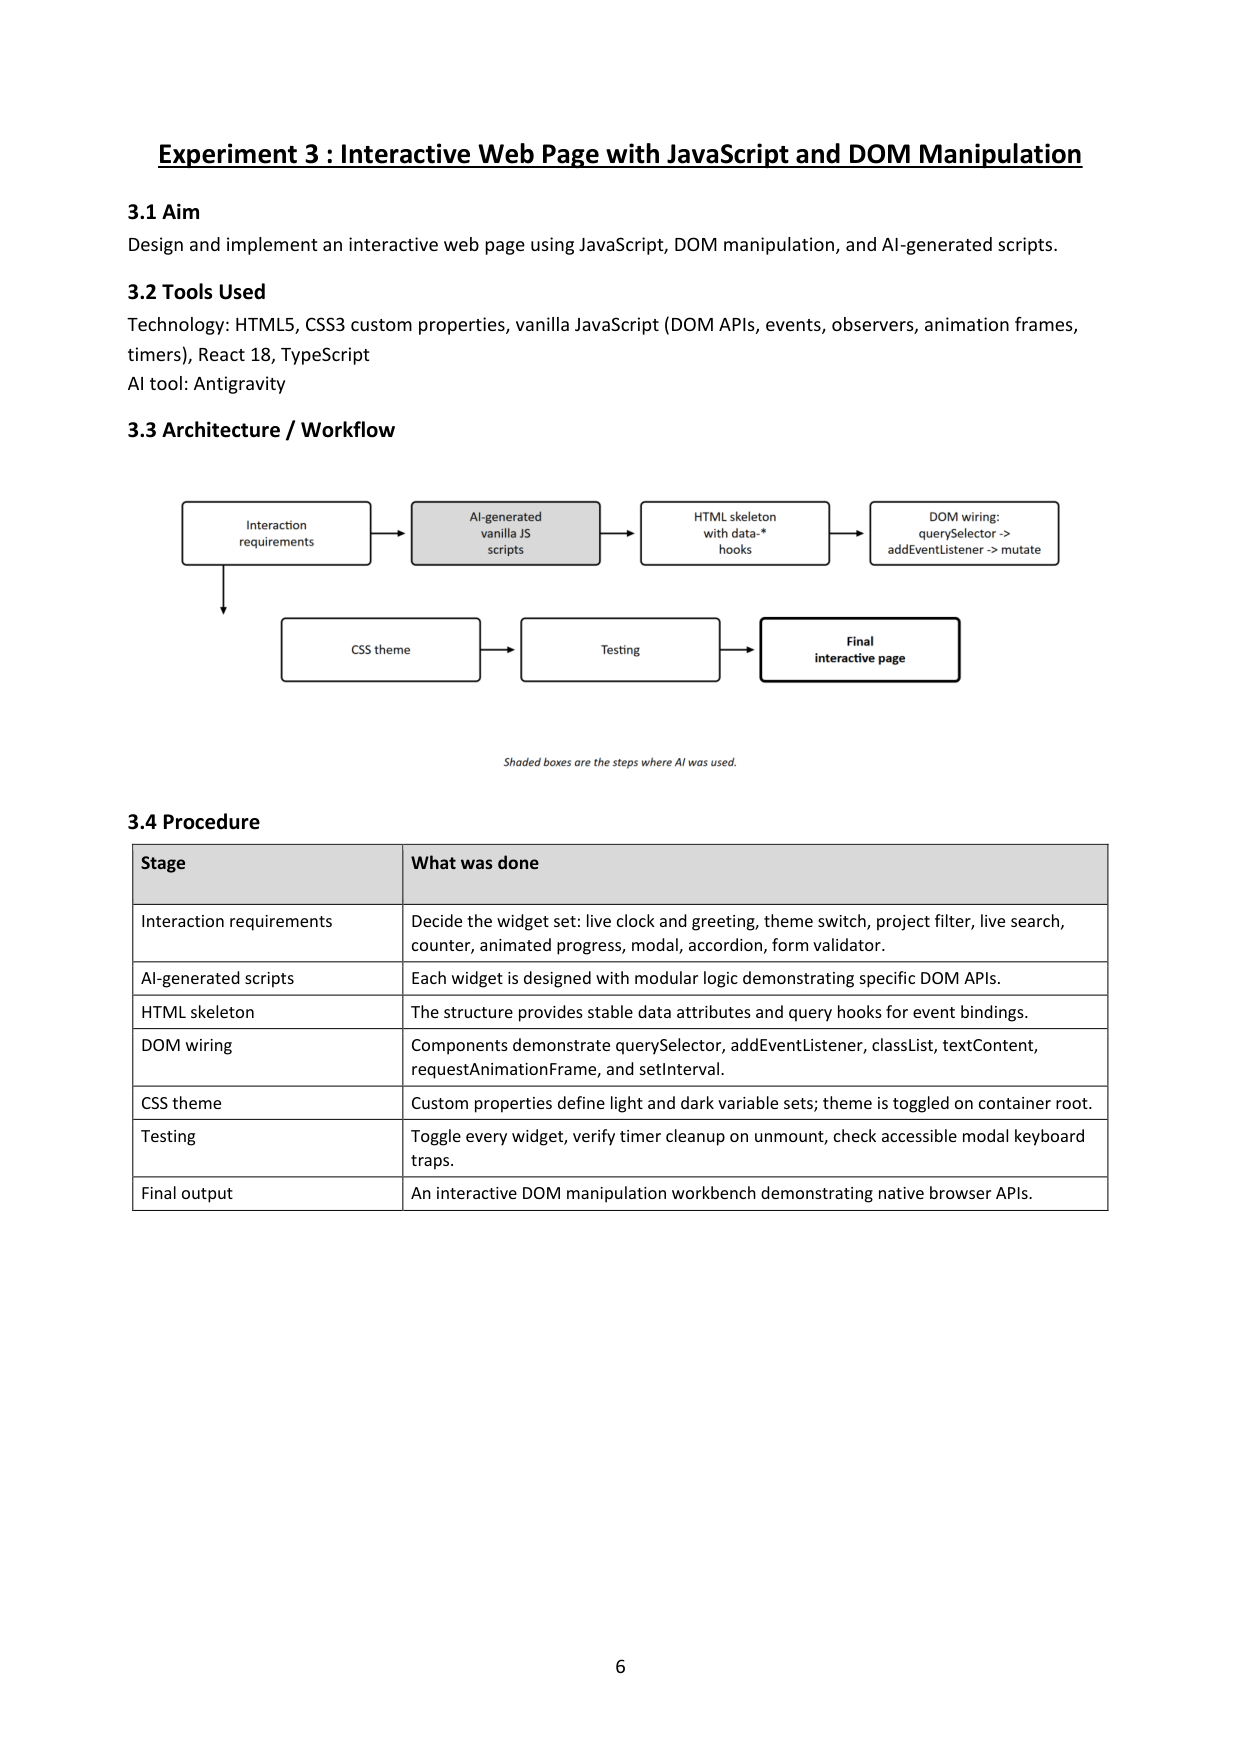 Experiment 3 : Interactive Web Page with JavaScript and DOM Manipulation
3.1 Aim
Design and implement an interactive web page using JavaScript, DOM manipulation, and AI-generated scripts.
3.2 Tools Used
Technology: HTML5, CSS3 custom properties, vanilla JavaScript (DOM APIs, events, observers, animation frames,
timers), React 18, TypeScript
AI tool: Antigravity
3.3 Architecture / Workflow
Interaction
requirements
AI-generated
vanilla JS
scripts
HTML skeleton
with data-*
hooks
DOM wiring:
querySelector ->
addEventListener -> mutate
CSS theme
Testing
Final
interactive page
Shaded boxes are the steps where AI was used.
3.4 Procedure
Stage
What was done
Interaction requirements
Decide the widget set: live clock and greeting, theme switch, project filter, live search,
counter, animated progress, modal, accordion, form validator.
AI-generated scripts
Each widget is designed with modular logic demonstrating specific DOM APIs.
HTML skeleton
The structure provides stable data attributes and query hooks for event bindings.
DOM wiring
Components demonstrate querySelector, addEventListener, classList, textContent,
requestAnimationFrame, and setInterval.
CSS theme
Custom properties define light and dark variable sets; theme is toggled on container root.
Testing
Toggle every widget, verify timer cleanup on unmount, check accessible modal keyboard
traps.
Final output
An interactive DOM manipulation workbench demonstrating native browser APIs.
6